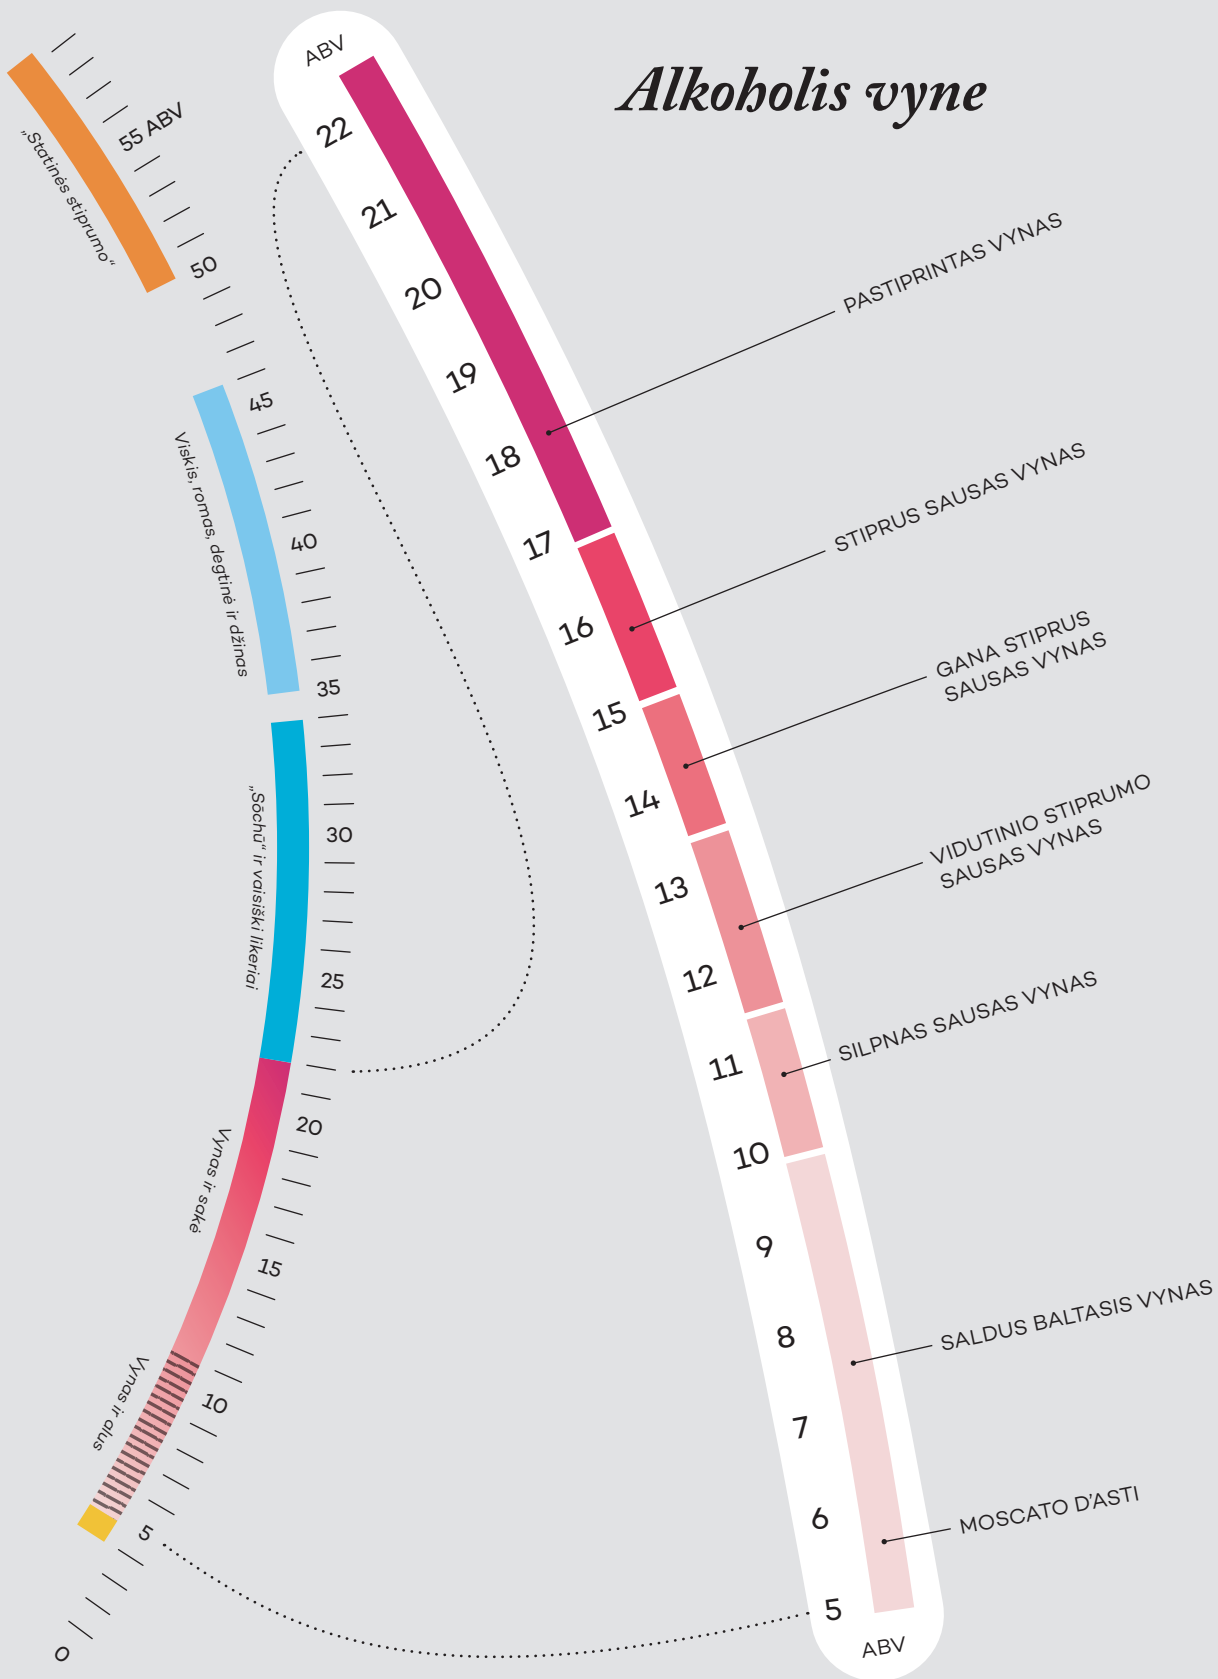 Alkoholis vyne
55 ABV
50
45
40
35
30
25
20
15
10
5
0
„Statinės stiprumo“
Viskis, romas, degtinė ir džinas
„Sōchū“ ir vaisiški likeriai
Vynas ir sakė
Vynas ir alus
ABV
22
21
20
19
18
17
16
15
14
13
12
11
10
9
8
7
6
5
ABV
PASTIPRINTAS VYNAS
STIPRUS SAUSAS VYNAS
GANA STIPRUS
SAUSAS VYNAS
VIDUTINIO STIPRUMO
SAUSAS VYNAS
SILPNAS SAUSAS VYNAS
SALDUS BALTASIS VYNAS
MOSCATO D’ASTI